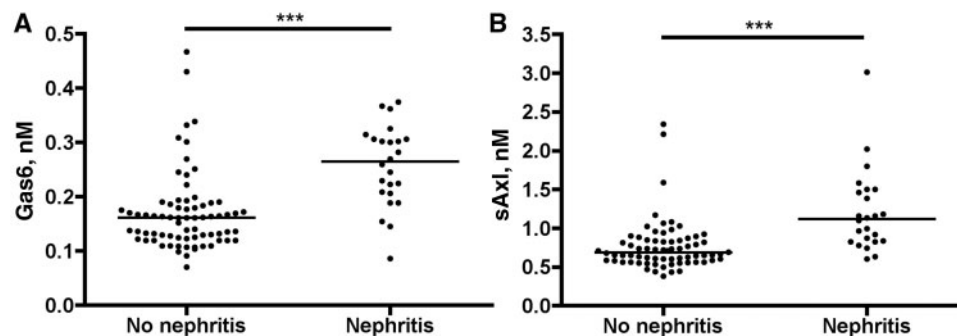 A
***
Gas6, nM
0.5
0.4
0.3
0.2
0.1
0.0
No nephritis
Nephritis
B
***
sAxl, nM
3.5
3.0
2.5
2.0
1.5
1.0
0.5
0.0
No nephritis
Nephritis